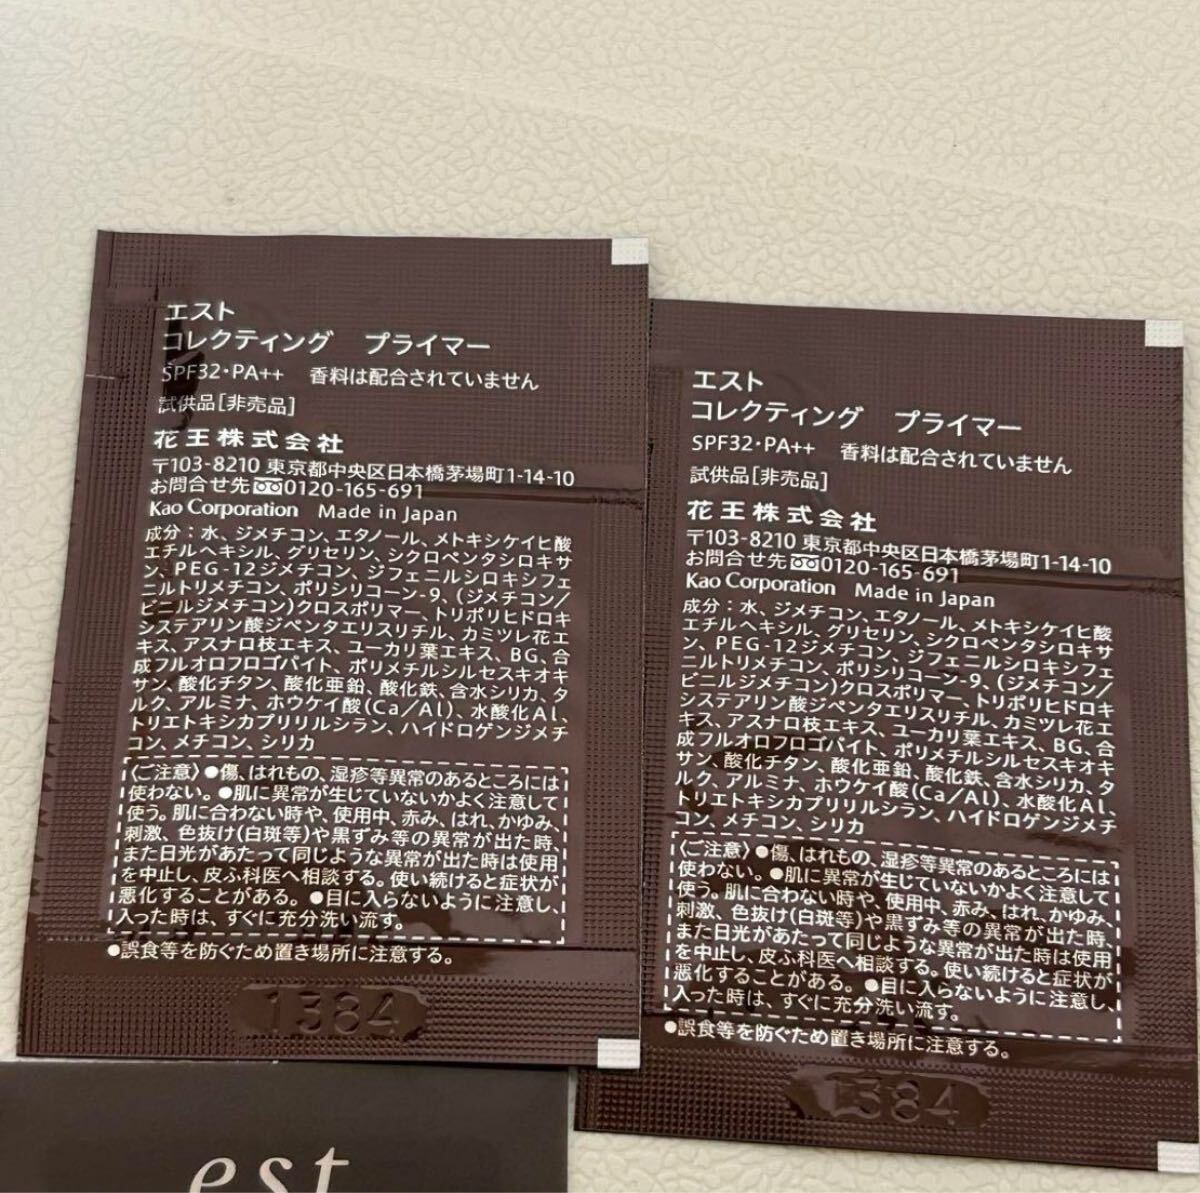 エスト
コレクティング プライマー
SPF32・PA++ 香料は配合されていません
試供品[非売品]
花王株式会社
〒103-8210 東京都中央区日本橋茅場町1-14-10
お問合せ先 0120-165-691
Kao Corporation Made in Japan
成分：水、ジメチコン、エタノール、メトキシケイヒ酸
エチルヘキシル、グリセリン、シクロペンタシロキサ
ン、PEG-12ジメチコン、ジフェニルシロキシフェ
ニルトリメチコン、ポリシリコーン-9、(ジメチコン/
ビニルジメチコン)クロスポリマー、トリポリヒドロキ
システアリン酸ジペンタエリスリチル、カミツレ花エ
キス、アスナロ枝エキス、ユーカリ葉エキス、BG、合
成フルオロフロゴパイト、ポリメチルシルセスキオキ
サン、酸化チタン、酸化亜鉛、酸化鉄、含水シリカ、タ
ルク、アルミナ、ホウケイ酸(Ca/Al)、水酸化Al、
トリエトキシカプリリルシラン、ハイドロゲンジメチ
コン、メチコン、シリカ
〈ご注意〉●傷、はれもの、湿疹等異常のあるところには
使わない。●肌に異常が生じていないかよく注意して
使う。肌に合わない時や、使用中、赤み、はれ、かゆみ、
刺激、色抜け(白斑等)や黒ずみ等の異常が出た時、
また日光があたって同じような異常が出た時は使用
を中止し、皮ふ科医へ相談する。使い続けると症状が
悪化することがある。●目に入らないように注意し、
入った時は、すぐに充分洗い流す。
●誤食等を防ぐため置き場所に注意する。
1384
エスト
コレクティング プライマー
SPF32・PA++ 香料は配合されていません
試供品[非売品]
花王株式会社
〒103-8210 東京都中央区日本橋茅場町1-14-10
お問合せ先 0120-165-691
Kao Corporation Made in Japan
成分：水、ジメチコン、エタノール、メトキシケイヒ酸
エチルヘキシル、グリセリン、シクロペンタシロキサ
ン、PEG-12ジメチコン、ジフェニルシロキシフェ
ニルトリメチコン、ポリシリコーン-9、(ジメチコン/
ビニルジメチコン)クロスポリマー、トリポリヒドロキ
システアリン酸ジペンタエリスリチル、カミツレ花エ
キス、アスナロ枝エキス、ユーカリ葉エキス、BG、合
成フルオロフロゴパイト、ポリメチルシルセスキオキ
サン、酸化チタン、酸化亜鉛、酸化鉄、含水シリカ、タ
ルク、アルミナ、ホウケイ酸(Ca/Al)、水酸化Al、
トリエトキシカプリリルシラン、ハイドロゲンジメチ
コン、メチコン、シリカ
〈ご注意〉●傷、はれもの、湿疹等異常のあるところには
使わない。●肌に異常が生じていないかよく注意して
使う。肌に合わない時や、使用中、赤み、はれ、かゆみ、
刺激、色抜け(白斑等)や黒ずみ等の異常が出た時、
また日光があたって同じような異常が出た時は使用
を中止し、皮ふ科医へ相談する。使い続けると症状が
悪化することがある。●目に入らないように注意し、
入った時は、すぐに充分洗い流す。
●誤食等を防ぐため置き場所に注意する。
1384
est